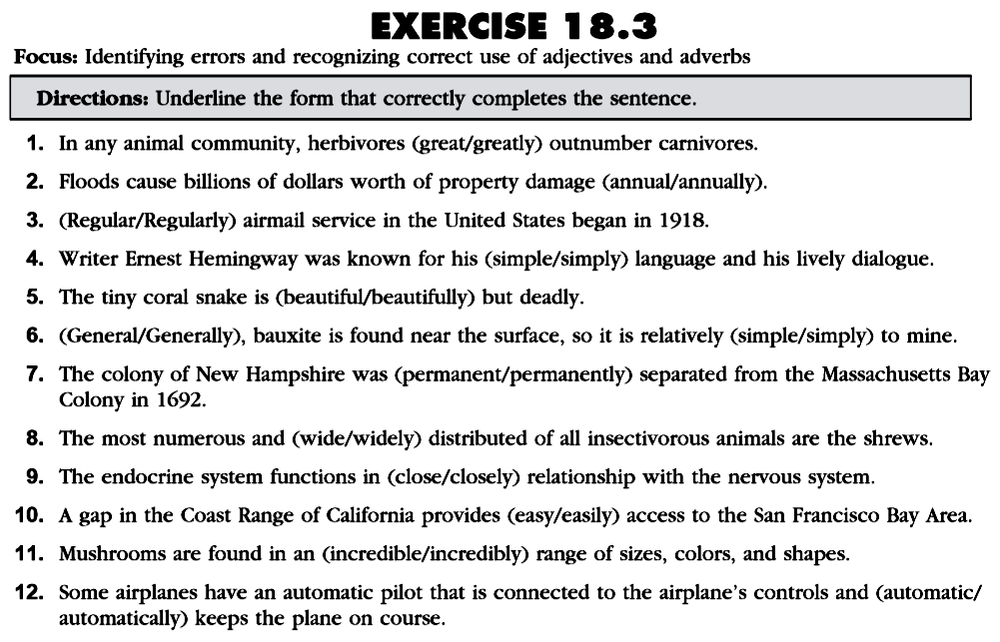 EXERCISE 18.3
Focus: Identifying errors and recognizing correct use of adjectives and adverbs
Directions: Underline the form that correctly completes the sentence.
1. In any animal community, herbivores (great/greatly) outnumber carnivores.
2. Floods cause billions of dollars worth of property damage (annual/annually).
3. (Regular/Regularly) airmail service in the United States began in 1918.
4. Writer Ernest Hemingway was known for his (simple/simply) language and his lively dialogue.
5. The tiny coral snake is (beautiful/beautifully) but deadly.
6. (General/Generally), bauxite is found near the surface, so it is relatively (simple/simply) to mine.
7. The colony of New Hampshire was (permanent/permanently) separated from the Massachusetts Bay
Colony in 1692.
8. The most numerous and (wide/widely) distributed of all insectivorous animals are the shrews.
9. The endocrine system functions in (close/closely) relationship with the nervous system.
10. A gap in the Coast Range of California provides (easy/easily) access to the San Francisco Bay Area.
11. Mushrooms are found in an (incredible/incredibly) range of sizes, colors, and shapes.
12. Some airplanes have an automatic pilot that is connected to the airplane's controls and (automatic/
automatically) keeps the plane on course.